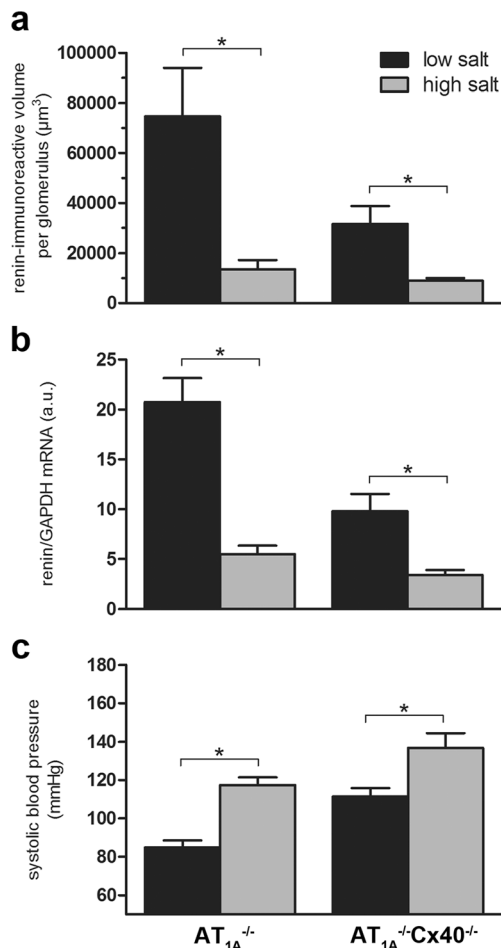 a
low salt
high salt
renin-immunoreactive volume
per glomerulus (µm³)
100000
80000
60000
40000
20000
0
*
*
b
renin/GAPDH mRNA (a.u.)
25
20
15
10
5
0
*
*
c
systolic blood pressure
(mmHg)
180
160
140
120
100
80
60
*
*
AT1A-/-
AT1A-/-Cx40-/-